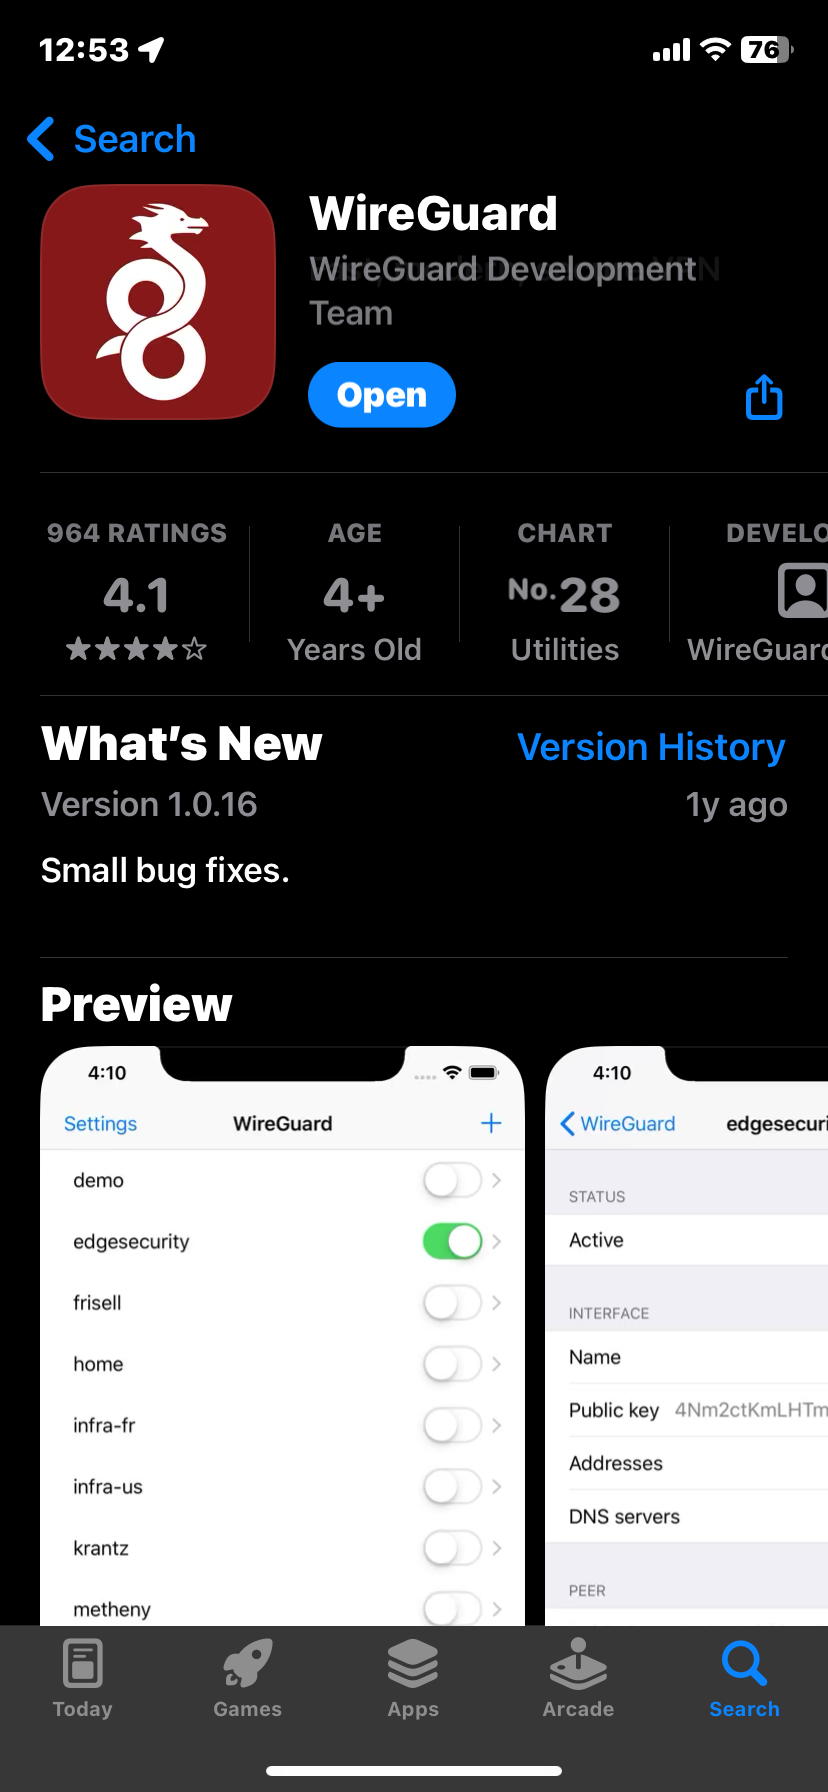 12:53
76
Search
WireGuard
WireGuard Development
Team
Open
964 RATINGS
4.1
AGE
4+
Years Old
CHART
No.28
Utilities
DEVELO
WireGuard
What's New
Version History
Version 1.0.16
1y ago
Small bug fixes.
Preview
4:10
Settings
WireGuard
demo
edgesecurity
frisell
home
infra-fr
infra-us
krantz
metheny
4:10
WireGuard
edgesecuri
STATUS
Active
INTERFACE
Name
Public key 4Nm2ctKmLHTm
Addresses
DNS servers
PEER
Today
Games
Apps
Arcade
Search